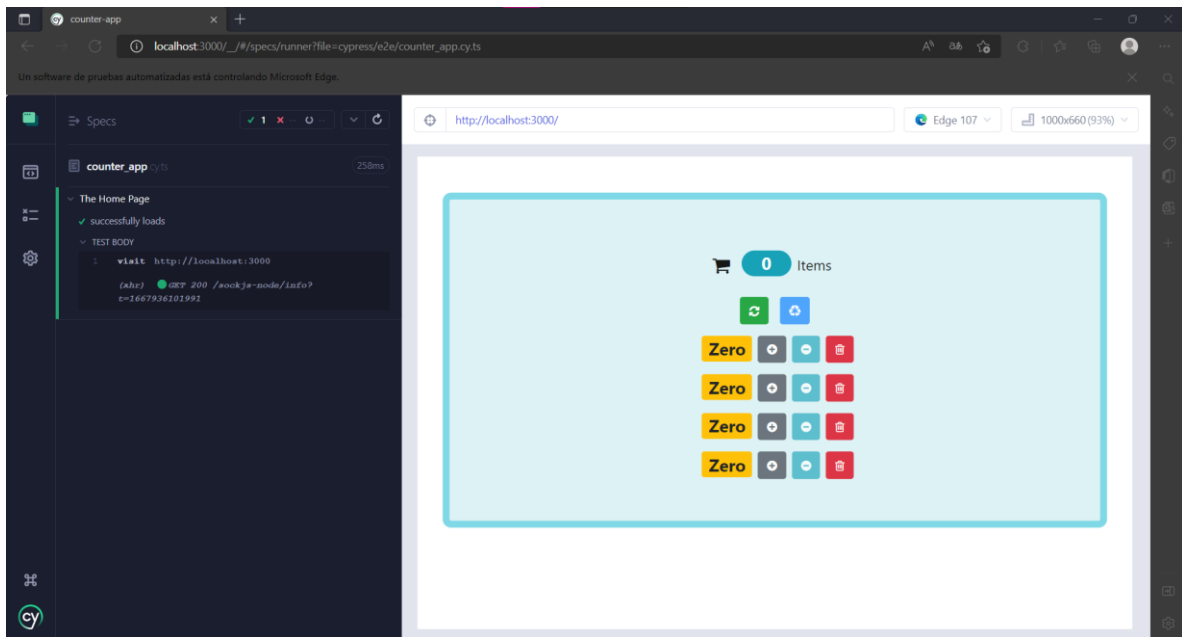 counter-app
localhost:3000/__/#/specs/runner?file=cypress/e2e/counter_app.cy.ts
Un software de pruebas automatizadas está controlando Microsoft Edge.
Specs
1 -- --
http://localhost:3000/
Edge 107
1000x660 (93%)
counter_app.cy.ts
258ms
The Home Page
successfully loads
TEST BODY
1 visit http://localhost:3000
(xhr) GET 200 /sockjs-node/info?
t=1667936101991
0 Items
Zero
Zero
Zero
Zero
cy